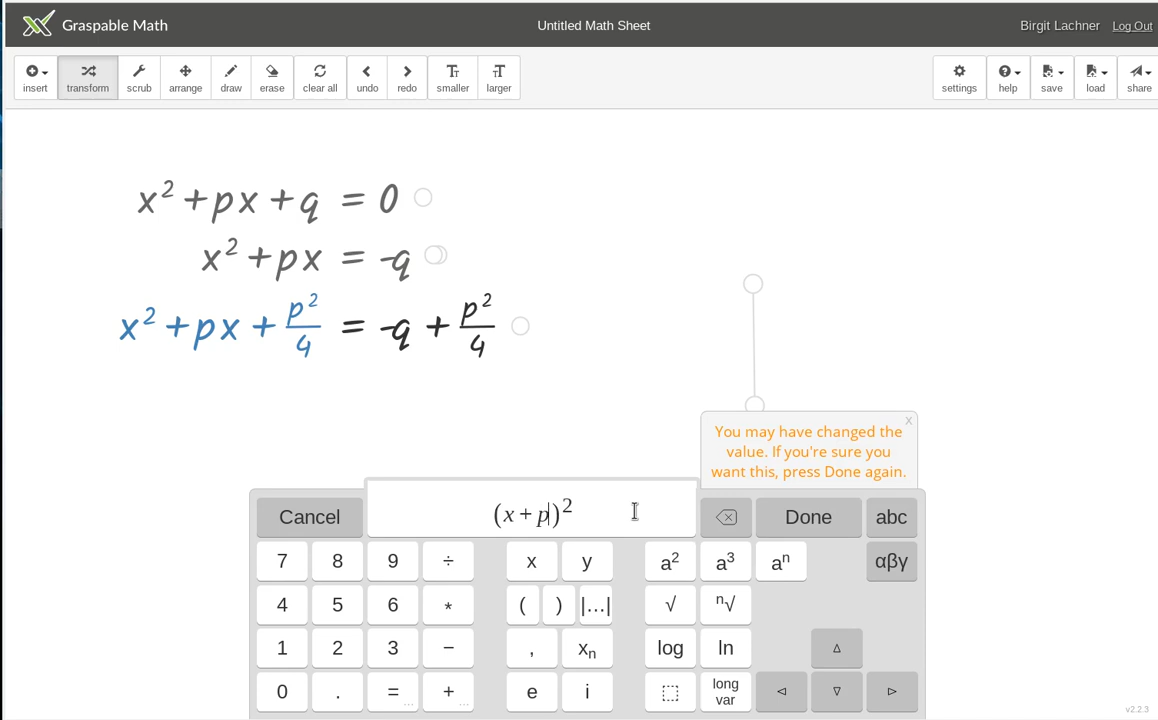 Graspable Math
Untitled Math Sheet
Birgit Lachner Log Out
insert transform scrub arrange draw erase clear all undo redo smaller larger settings help save load share
x² + px + q = 0
x² + px = -q
x² + px + p²/4 = -q + p²/4
x
You may have changed the
value. If you're sure you
want this, press Done again.
Cancel (x + p)² Done abc
7 8 9 ÷ x y a² a³ aⁿ αβγ
4 5 6 * ( ) |...| √ ⁿ√
1 2 3 − , xₙ log ln
0 . = ... + ... e i long
var
v2.2.3